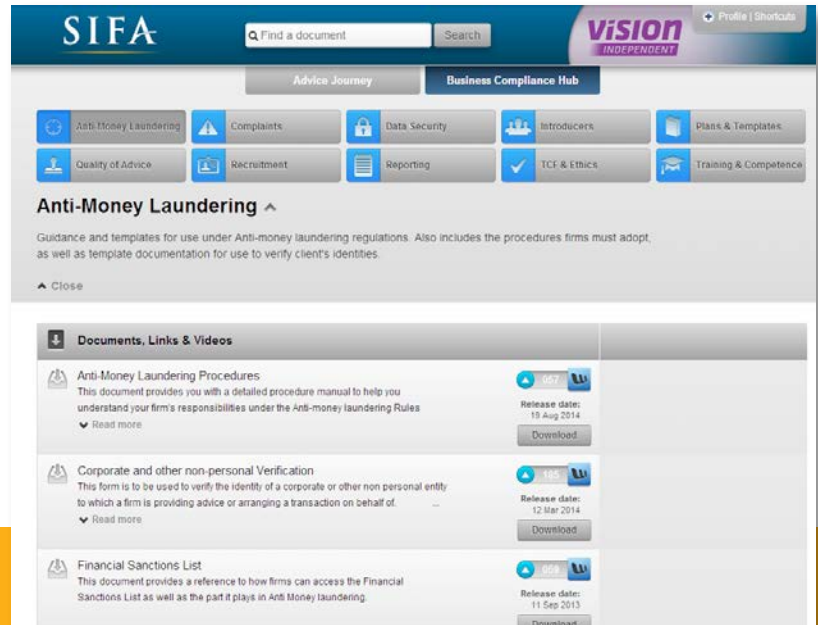 SIFA
Find a document
Search
VISION
INDEPENDENT
Profile | Shortcuts
Advice Journey
Business Compliance Hub
Anti-Money Laundering
Complaints
Data Security
Introducers
Plans & Templates
Quality of Advice
Recruitment
Reporting
TCF & Ethics
Training & Competence
Anti-Money Laundering
Guidance and templates for use under Anti-money laundering regulations. Also includes the procedures firms must adopt,
as well as template documentation for use to verify client's identities.
Close
Documents, Links & Videos
Anti-Money Laundering Procedures
This document provides you with a detailed procedure manual to help you
understand your firm's responsibilities under the Anti-money laundering Rules
Read more
057
Release date:
19 Aug 2014
Download
Corporate and other non-personal Verification
This form is to be used to verify the identity of a corporate or other non personal entity
to which a firm is providing advice or arranging a transaction on behalf of. ...
Read more
Release date:
12 Mar 2014
Download
Financial Sanctions List
This document provides a reference to how firms can access the Financial
Sanctions List as well as the part it plays in Anti Money laundering.
Release date:
11 Sep 2013
Download